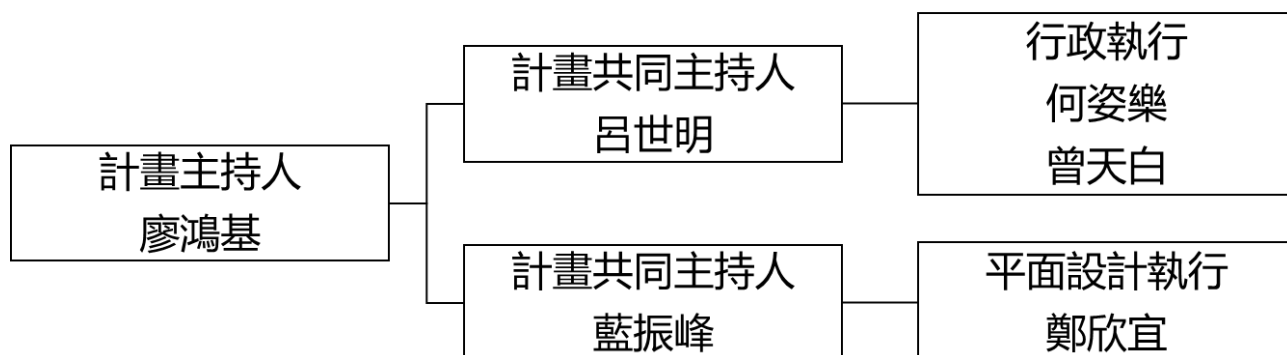 計畫主持人
廖鴻基
計畫共同主持人
呂世明
行政執行
何姿樂
曾天白
計畫共同主持人
藍振峰
平面設計執行
鄭欣宜